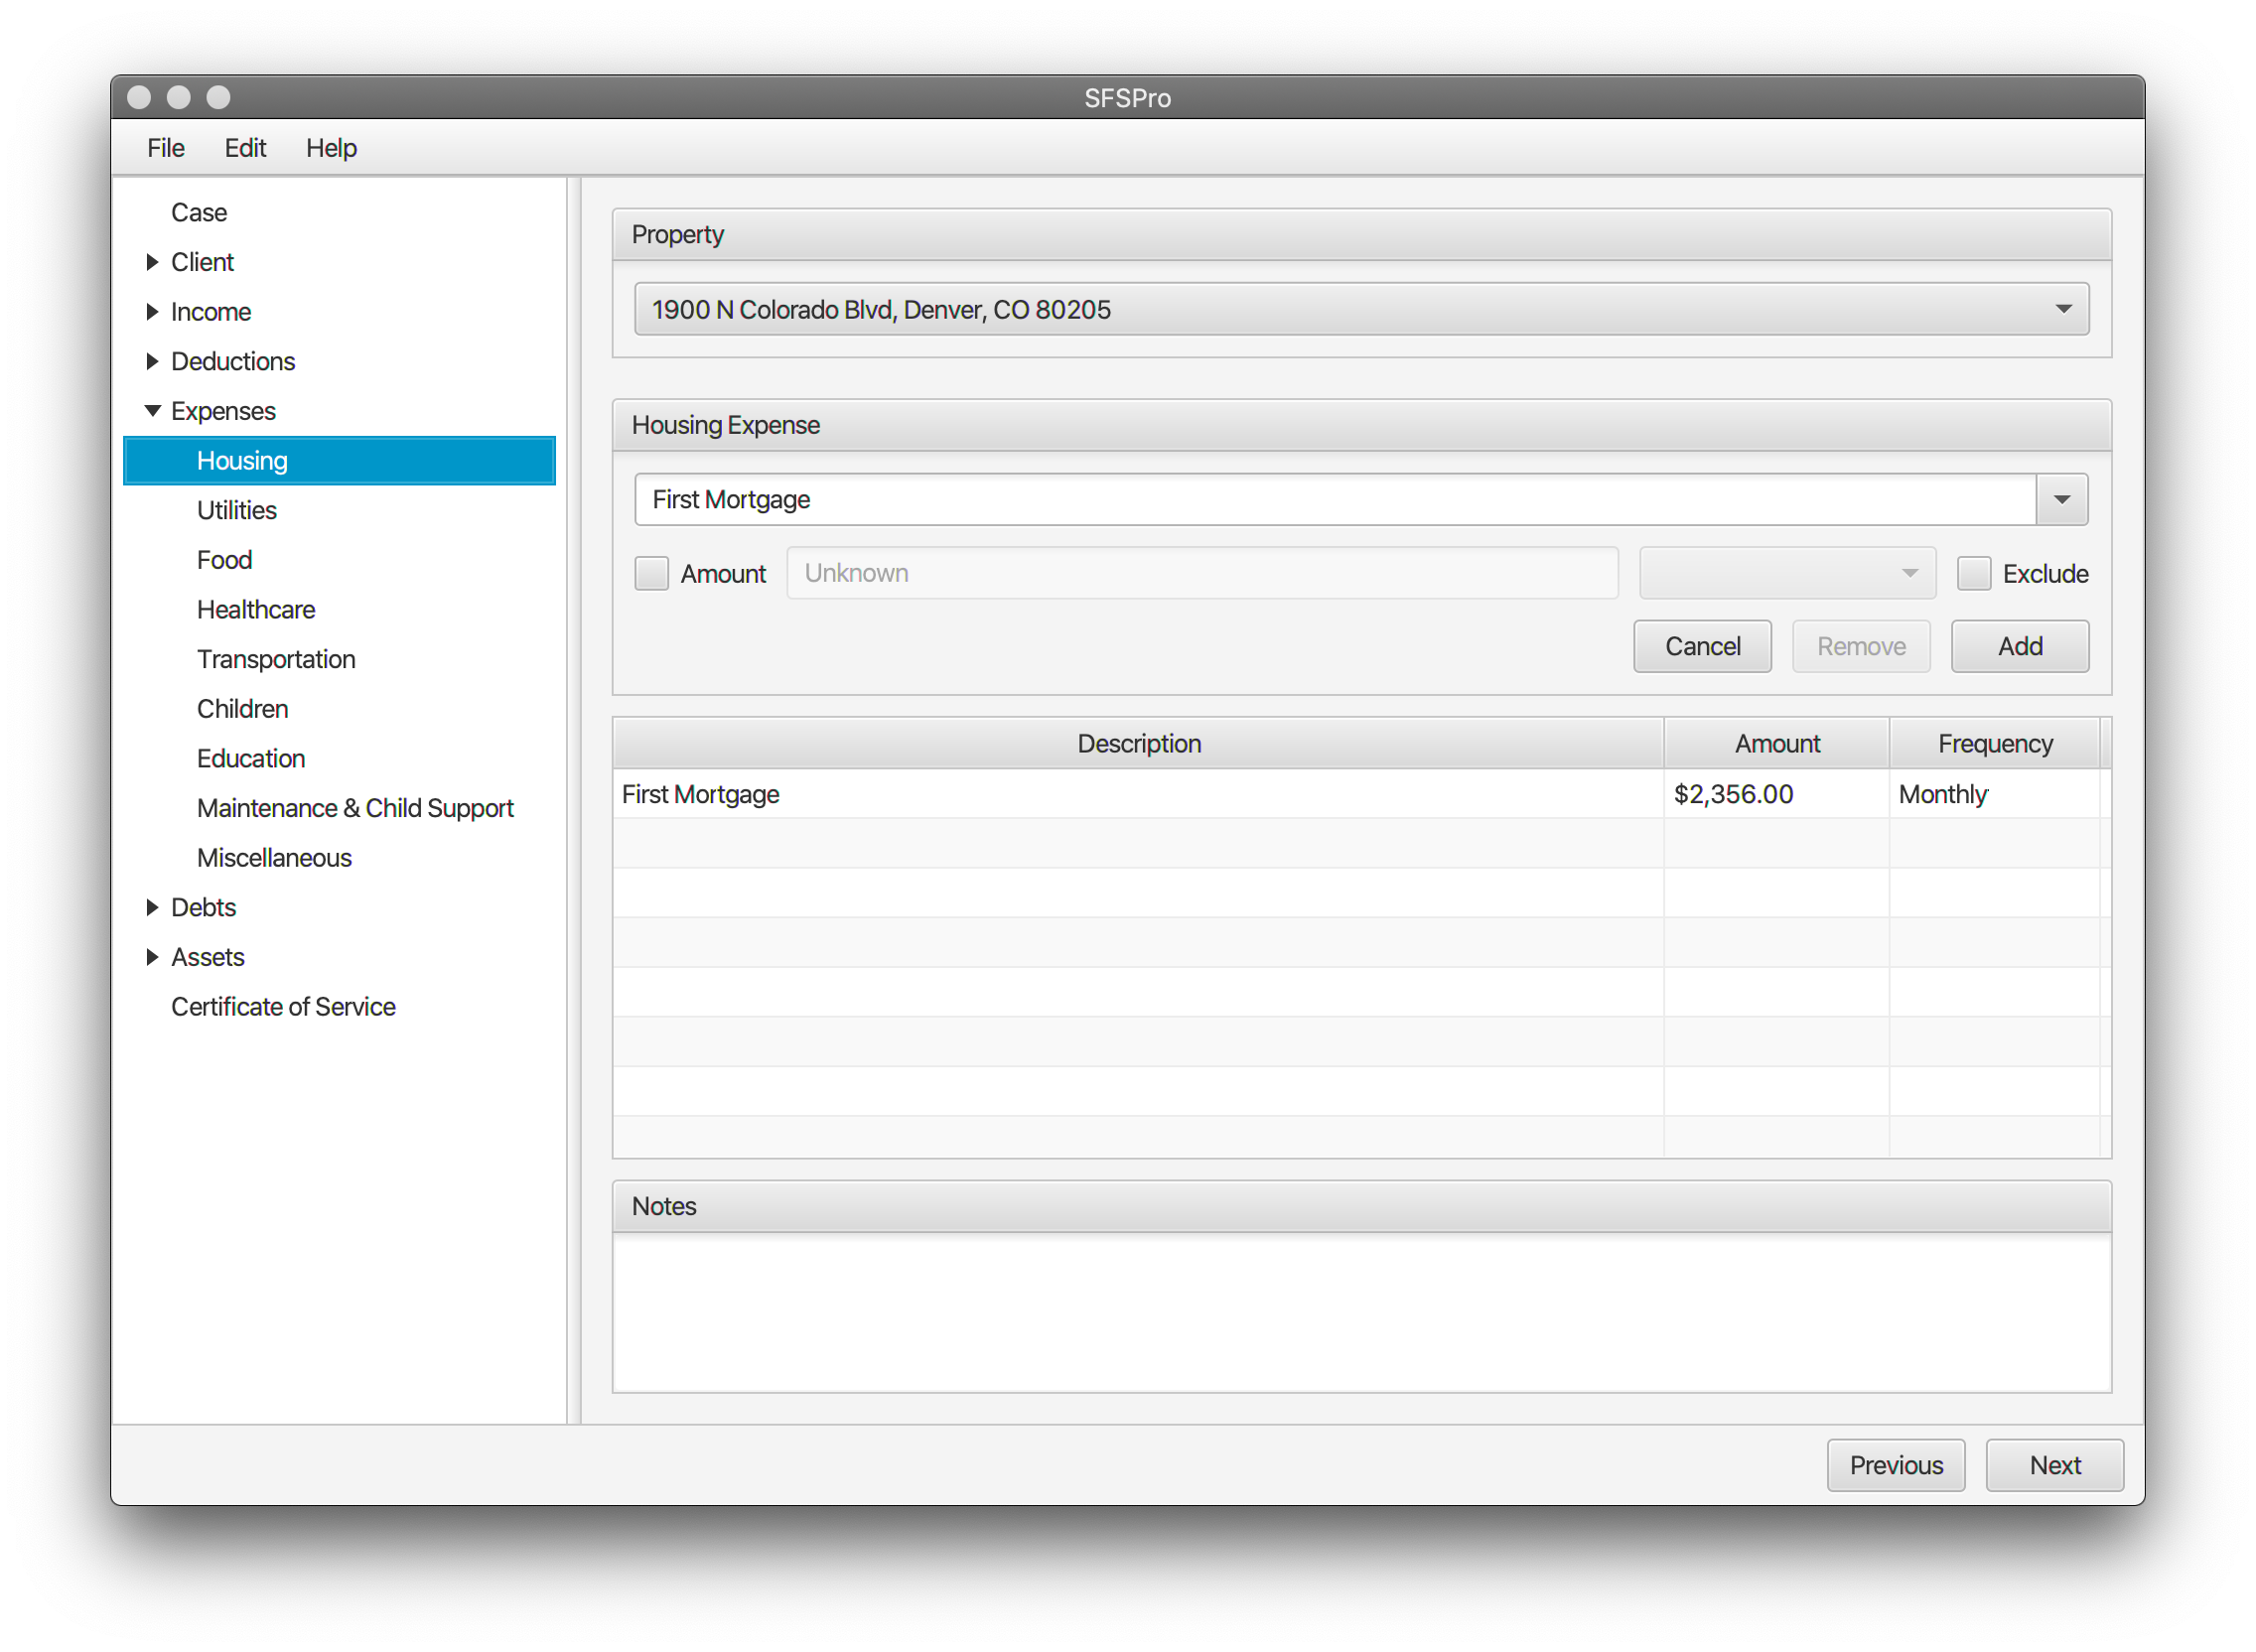 SFSPro
File Edit Help
Case
Client
Income
Deductions
Expenses
Housing
Utilities
Food
Healthcare
Transportation
Children
Education
Maintenance & Child Support
Miscellaneous
Debts
Assets
Certificate of Service
Property
1900 N Colorado Blvd, Denver, CO 80205
Housing Expense
First Mortgage
Amount Unknown Exclude
Cancel Remove Add
Description Amount Frequency
First Mortgage $2,356.00 Monthly
Notes
Previous Next